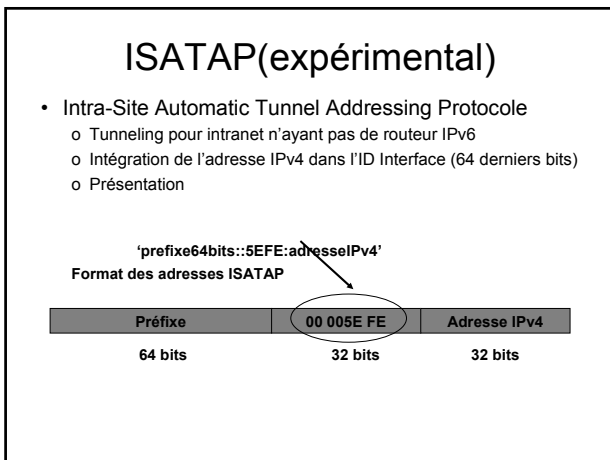 ISATAP(expérimental)
• Intra-Site Automatic Tunnel Addressing Protocole
o Tunneling pour intranet n'ayant pas de routeur IPv6
o Intégration de l'adresse IPv4 dans l'ID Interface (64 derniers bits)
o Présentation
‘prefixe64bits::5EFE:adresseIPv4’
Format des adresses ISATAP
Préfixe 00 005E FE Adresse IPv4
64 bits 32 bits 32 bits